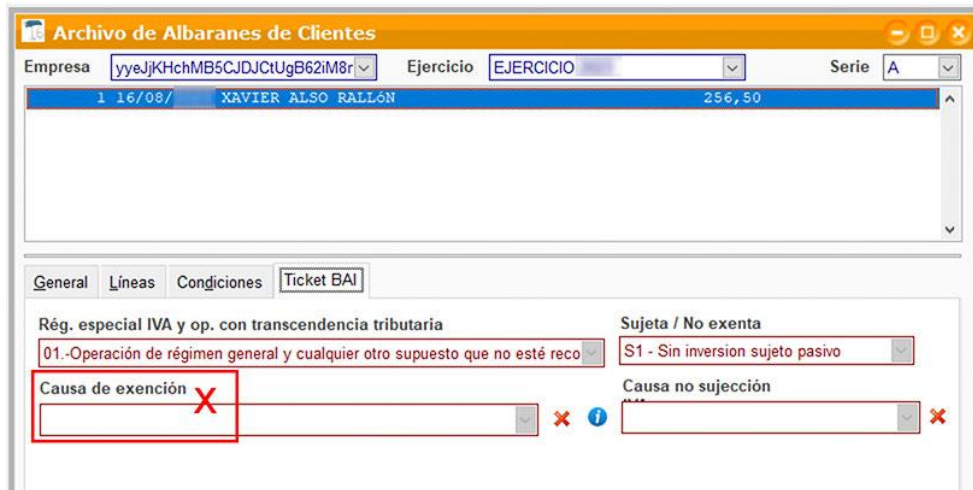 Archivo de Albaranes de Clientes
Empresa yyeJjKHchMB5CJDJCtUgB62iM8r Ejercicio EJERCICIO Serie A
1 16/08/ XAVIER ALSO RALLóN 256,50
General Líneas Condiciones Ticket BAI
Rég. especial IVA y op. con transcendencia tributaria Sujeta / No exenta
01.-Operación de régimen general y cualquier otro supuesto que no esté reco S1 - Sin inversion sujeto pasivo
Causa de exención X Causa no sujección